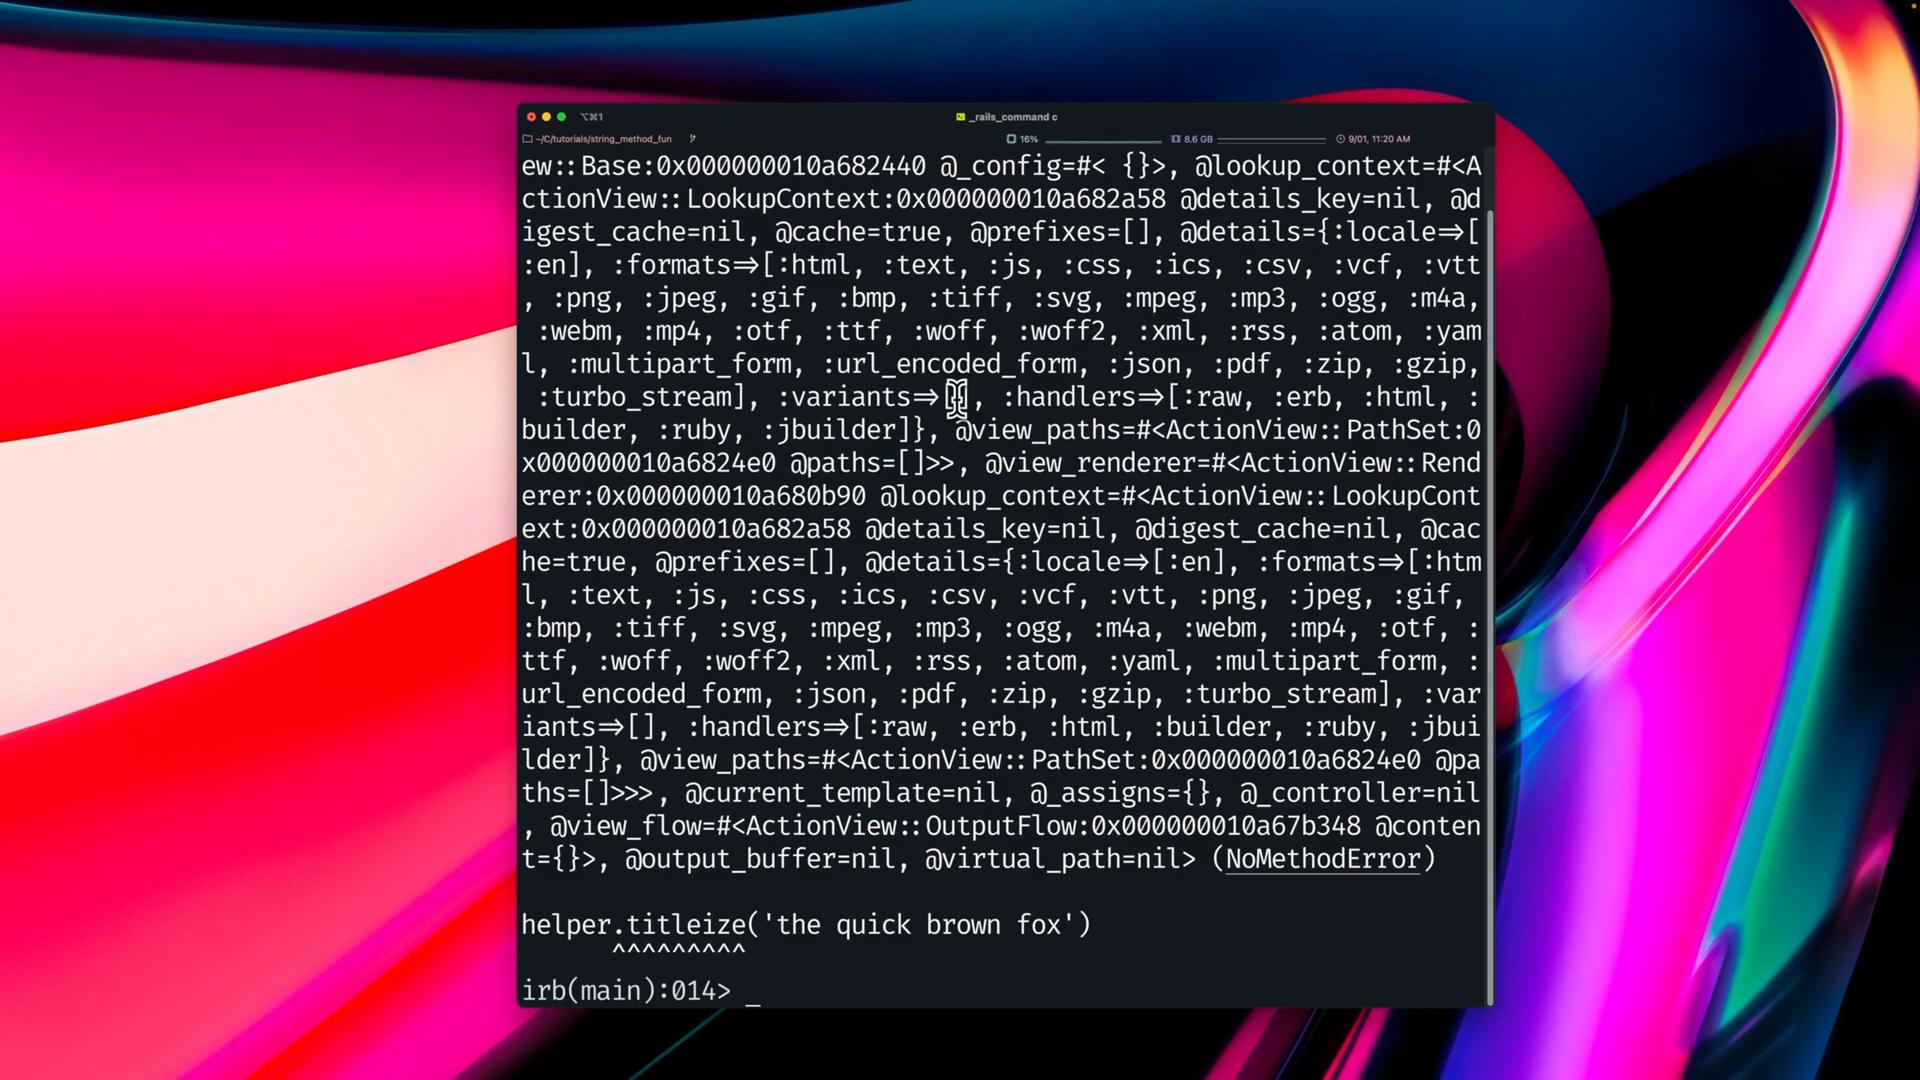 ⌥⌘1
_rails_command c
~/C/tutorials/string_method_fun
16%
8.6 GB
9/01, 11:20 AM
ew::Base:0x000000010a682440 @_config=#< {}>, @lookup_context=#<A
ctionView::LookupContext:0x000000010a682a58 @details_key=nil, @d
igest_cache=nil, @cache=true, @prefixes=[], @details={:locale=>[
:en], :formats=>[:html, :text, :js, :css, :ics, :csv, :vcf, :vtt
, :png, :jpeg, :gif, :bmp, :tiff, :svg, :mpeg, :mp3, :ogg, :m4a,
:webm, :mp4, :otf, :ttf, :woff, :woff2, :xml, :rss, :atom, :yam
l, :multipart_form, :url_encoded_form, :json, :pdf, :zip, :gzip,
:turbo_stream], :variants=>[], :handlers=>[:raw, :erb, :html, :
builder, :ruby, :jbuilder]}, @view_paths=#<ActionView::PathSet:0
x000000010a6824e0 @paths=[]>>, @view_renderer=#<ActionView::Rend
erer:0x000000010a680b90 @lookup_context=#<ActionView::LookupCont
ext:0x000000010a682a58 @details_key=nil, @digest_cache=nil, @cac
he=true, @prefixes=[], @details={:locale=>[:en], :formats=>[:htm
l, :text, :js, :css, :ics, :csv, :vcf, :vtt, :png, :jpeg, :gif,
:bmp, :tiff, :svg, :mpeg, :mp3, :ogg, :m4a, :webm, :mp4, :otf, :
ttf, :woff, :woff2, :xml, :rss, :atom, :yaml, :multipart_form, :
url_encoded_form, :json, :pdf, :zip, :gzip, :turbo_stream], :var
iants=>[], :handlers=>[:raw, :erb, :html, :builder, :ruby, :jbui
lder]}, @view_paths=#<ActionView::PathSet:0x000000010a6824e0 @pa
ths=[]>>>, @current_template=nil, @_assigns={}, @_controller=nil
, @view_flow=#<ActionView::OutputFlow:0x000000010a67b348 @conten
t={}>, @output_buffer=nil, @virtual_path=nil> (NoMethodError)
helper.titleize('the quick brown fox')
^^^^^^^^^
irb(main):014> _